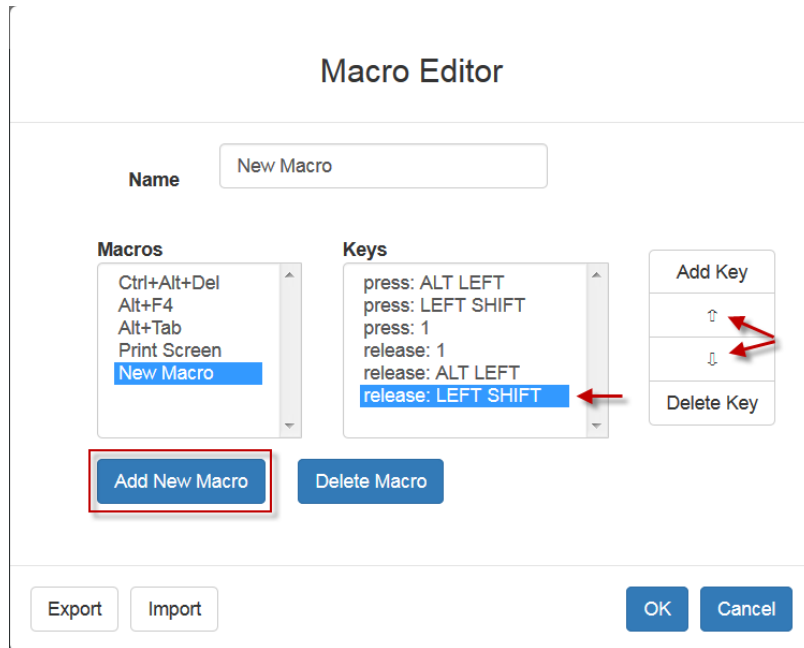 Macro Editor
Name
New Macro
Macros
Ctrl+Alt+Del
Alt+F4
Alt+Tab
Print Screen
New Macro
Keys
press: ALT LEFT
press: LEFT SHIFT
press: 1
release: 1
release: ALT LEFT
release: LEFT SHIFT
Add Key
⇧
⇩
Delete Key
Add New Macro
Delete Macro
Export
Import
OK
Cancel